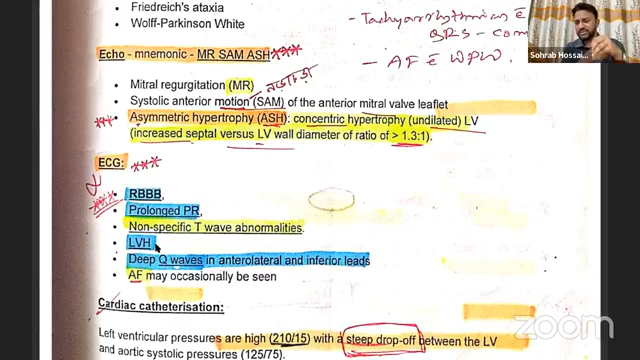 • Friedreich's ataxia
• Wolff-Parkinson White
- Tachyarrhythmias
QRS - com
- AF WPW.
Sohrab Hossai...
Echo - mnemonic - MR SAM ASH ***
• Mitral regurgitation (MR)
• Systolic anterior motion (SAM) of the anterior mitral valve leaflet
• Asymmetric hypertrophy (ASH): concentric hypertrophy (undilated) LV
(increased septal versus LV wall diameter of ratio of > 1.3:1).
ECG: ***
• RBBB,
• Prolonged PR,
• Non-specific T wave abnormalities.
• LVH
• Deep Q waves in anterolateral and inferior leads
• AF may occasionally be seen
Cardiac catheterisation:
Left ventricular pressures are high (210/15) with a steep drop-off between the LV
and aortic systolic pressures (125/75).
zoom